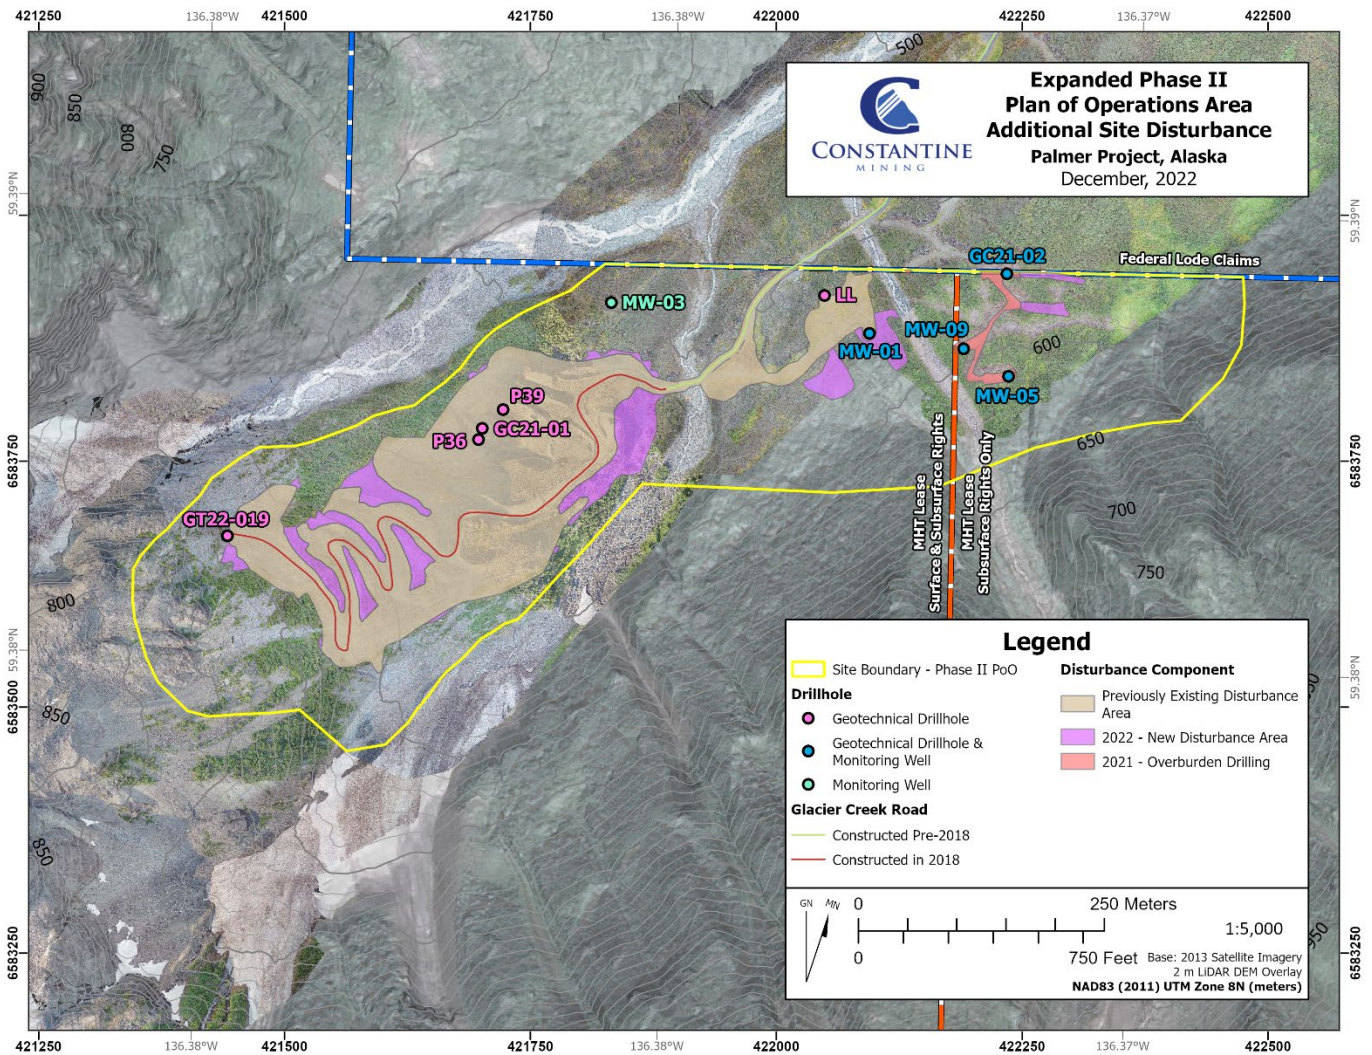 421250
136.38°W
421500
421750
136.38°W
422000
136.37°W
422250
422500
500
900
850
800
750
59.39°N
59.39°N
CONSTANTINE
MINING
Expanded Phase II
Plan of Operations Area
Additional Site Disturbance
Palmer Project, Alaska
December, 2022
GC21-02
Federal Lode Claims
MW-03
LL
MW-09
MW-01
600
MW-05
P39
GC21-01
P36
650
6583750
6583750
MHT Lease
Surface & Subsurface Rights
MHT Lease
Subsurface Rights Only
GT22-019
700
750
800
59.38°N
59.38°N
6583500
850
850
Legend
Site Boundary - Phase II PoO
Drillhole
Geotechnical Drillhole
Geotechnical Drillhole &
Monitoring Well
Monitoring Well
Glacier Creek Road
Constructed Pre-2018
Constructed in 2018
Disturbance Component
Previously Existing Disturbance
Area
2022 - New Disturbance Area
2021 - Overburden Drilling
GN
MN
0
250 Meters
0
750 Feet
1:5,000
Base: 2013 Satellite Imagery
2 m LiDAR DEM Overlay
NAD83 (2011) UTM Zone 8N (meters)
950
6583250
6583250
421250
136.38°W
421500
136.38°W
421750
422000
136.37°W
422250
422500